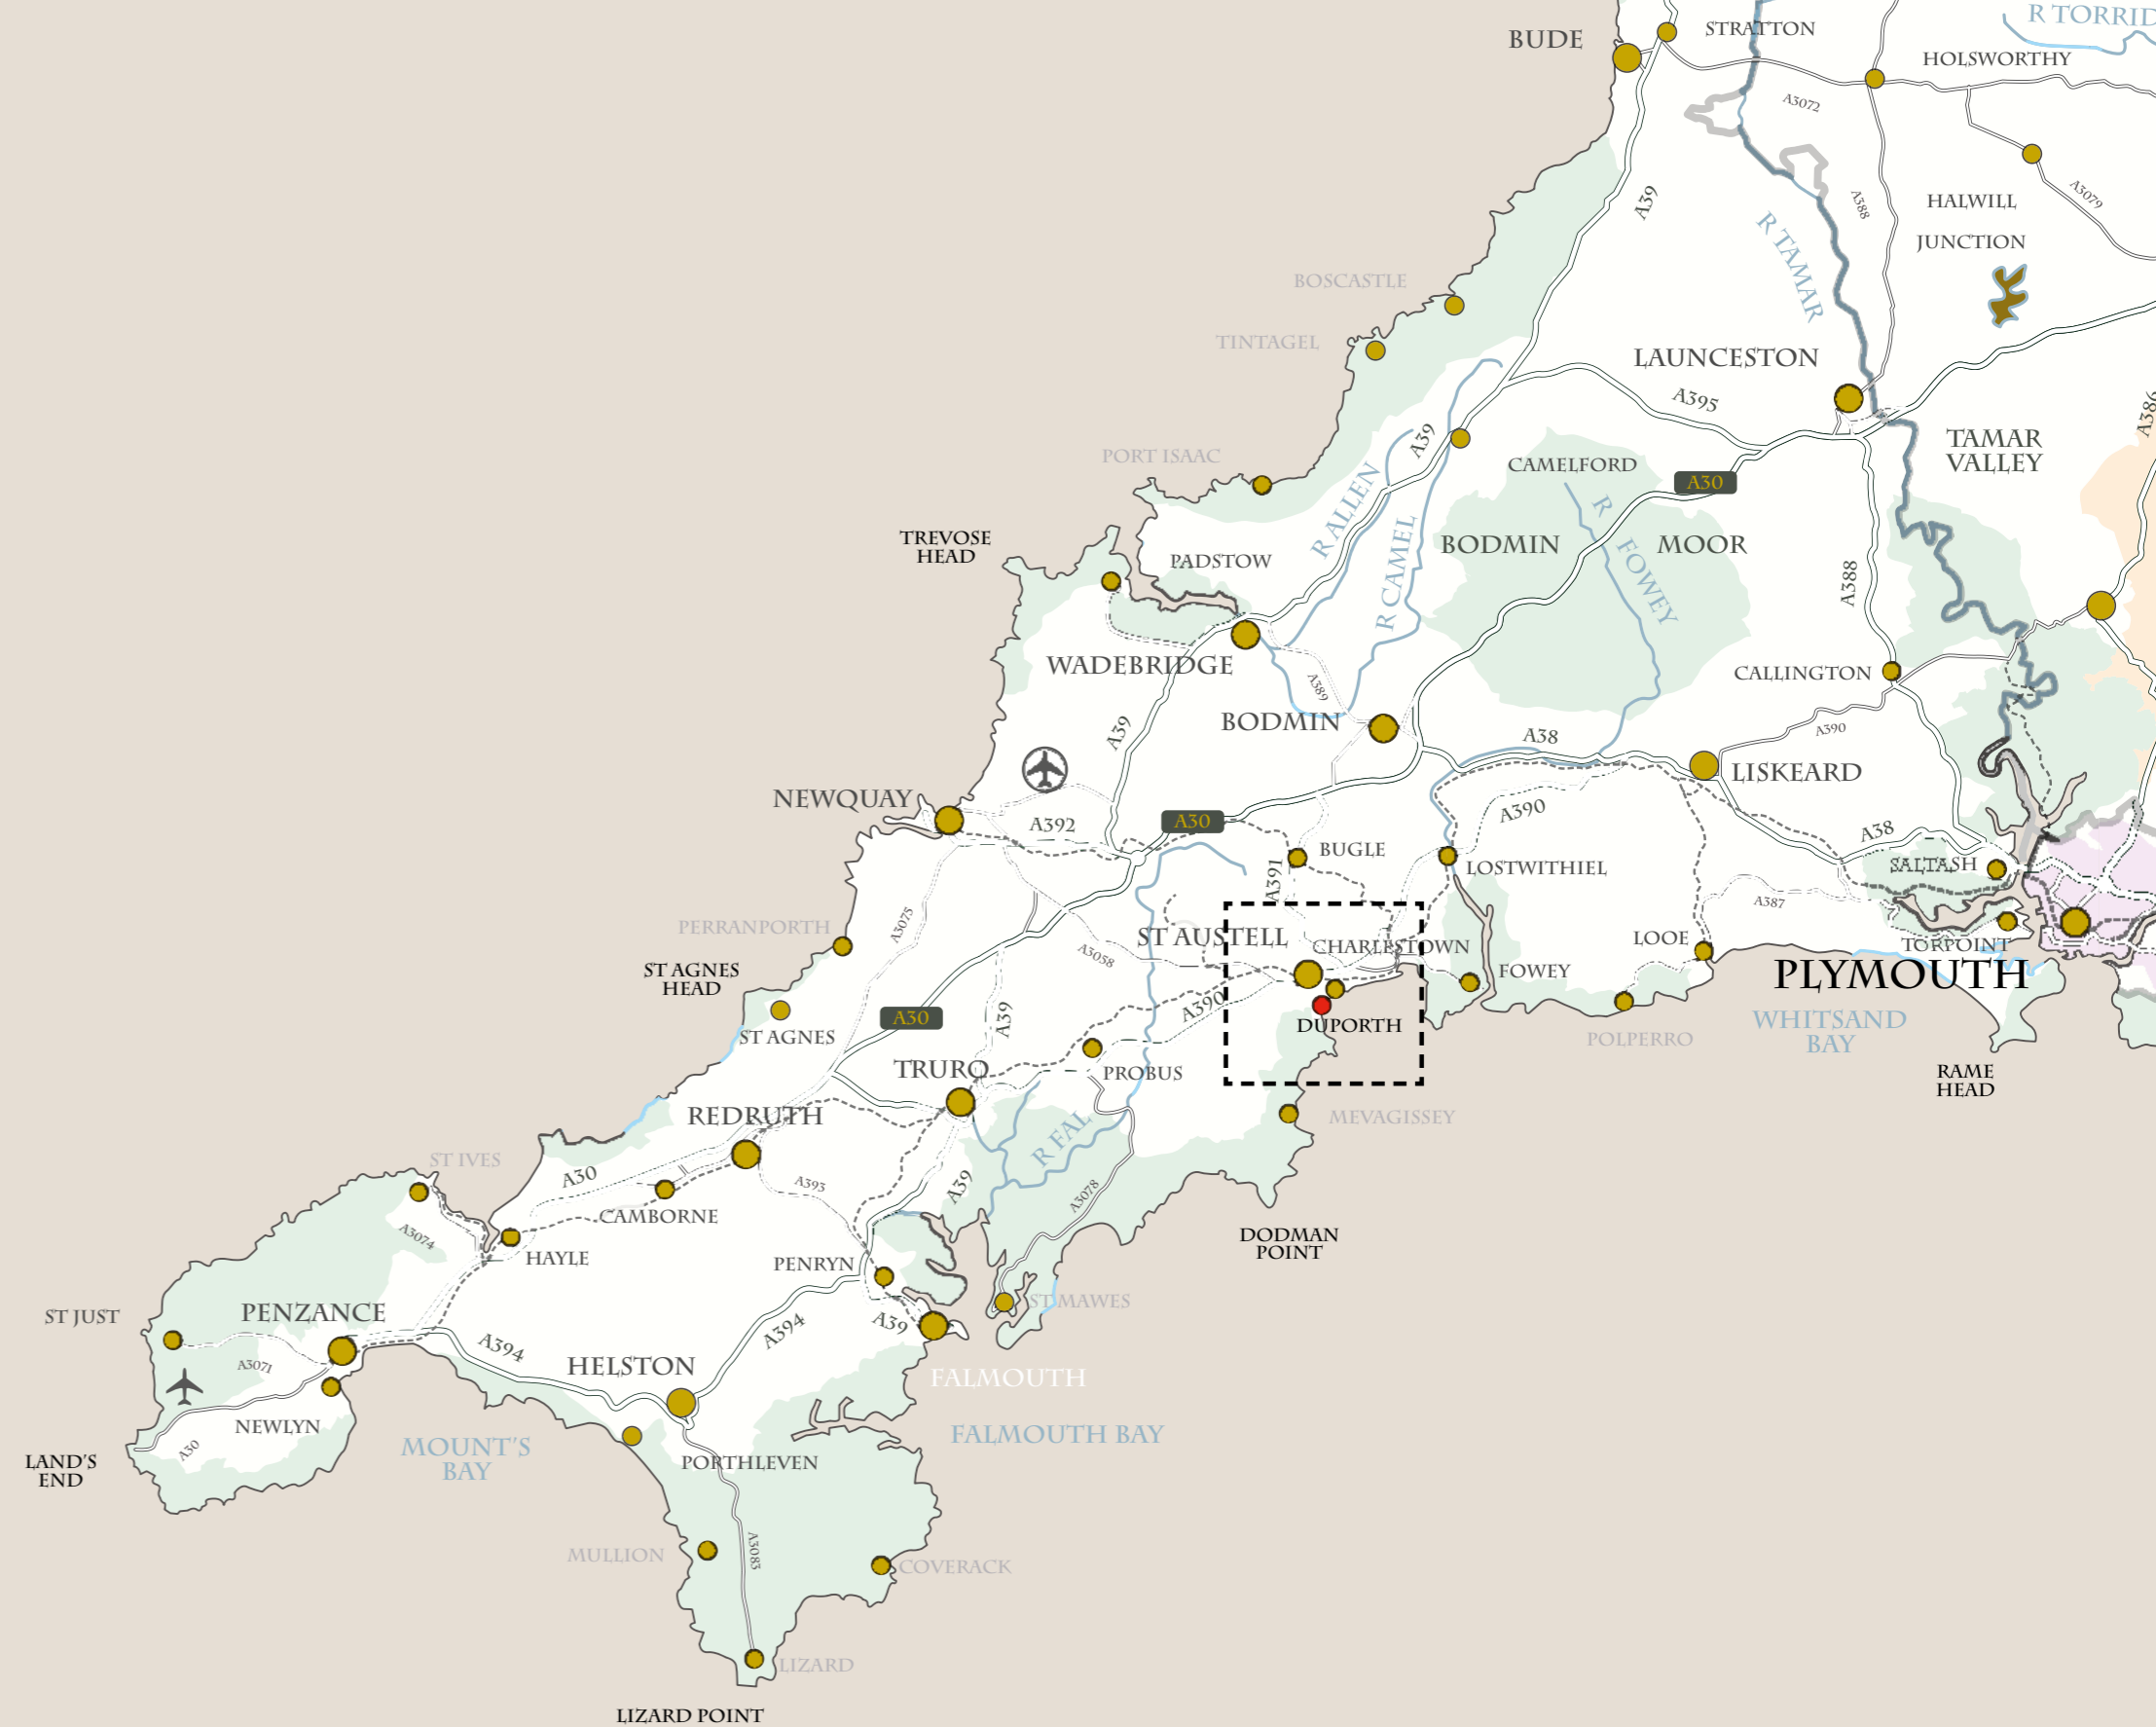 BUDE
STRATTON
R TORRID
HOLSWORTHY
A3072
A39
A388
A3079
HALWILL
JUNCTION
R TAMAR
BOSCASTLE
TINTAGEL
LAUNCESTON
A395
A386
TAMAR
VALLEY
A39
PORT ISAAC
CAMELFORD
A30
R ALLEN
R CAMEL
R
FOWEY
TREVOSE
HEAD
PADSTOW
BODMIN
MOOR
A388
WADEBRIDGE
A389
CALLINGTON
BODMIN
A39
A38
A390
LISKEARD
NEWQUAY
A392
A30
A390
A38
BUGLE
A391
LOSTWITHIEL
SALTASH
A387
PERRANPORTH
A3075
ST AUSTELL
CHARLESTOWN
LOOE
TORPOINT
ST AGNES
HEAD
A3058
FOWEY
PLYMOUTH
A30
A39
A390
DUPORTH
POLPERRO
WHITSAND
BAY
ST AGNES
TRURO
PROBUS
RAME
HEAD
REDRUTH
MEVAGISSEY
R FAL
ST IVES
A30
A393
A39
A3078
CAMBORNE
A3074
HAYLE
PENRYN
DODMAN
POINT
ST JUST
PENZANCE
ST MAWES
A394
A394
A39
A3071
HELSTON
FALMOUTH
NEWLYN
A30
MOUNT'S
BAY
FALMOUTH BAY
LAND'S
END
PORTHLEVEN
A3083
MULLION
COVERACK
LIZARD
LIZARD POINT